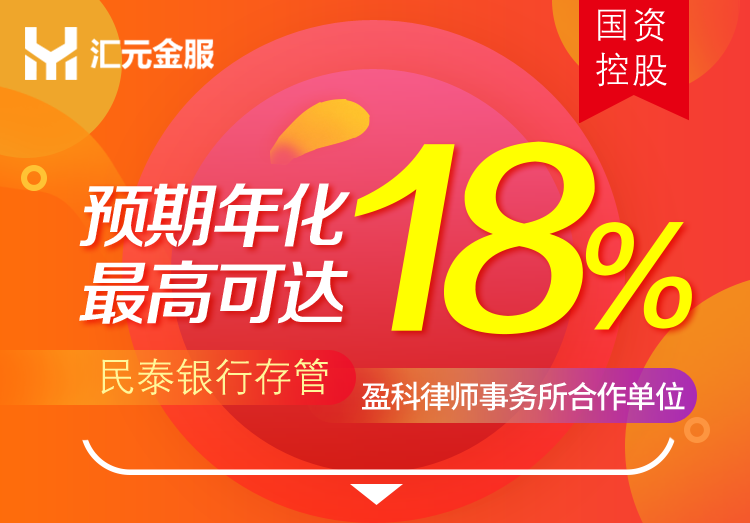 汇元金服
国资
控股
预期年化
最高可达
18%
民泰银行存管
盈科律师事务所合作单位